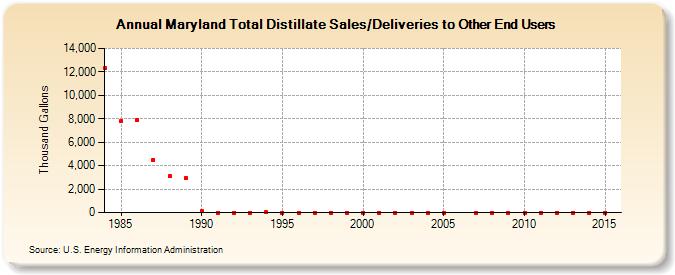 Annual Maryland Total Distillate Sales/Deliveries to Other End Users
Thousand Gallons
14,000
12,000
10,000
8,000
6,000
4,000
2,000
0
1985 1990 1995 2000 2005 2010 2015
Source: U.S. Energy Information Administration